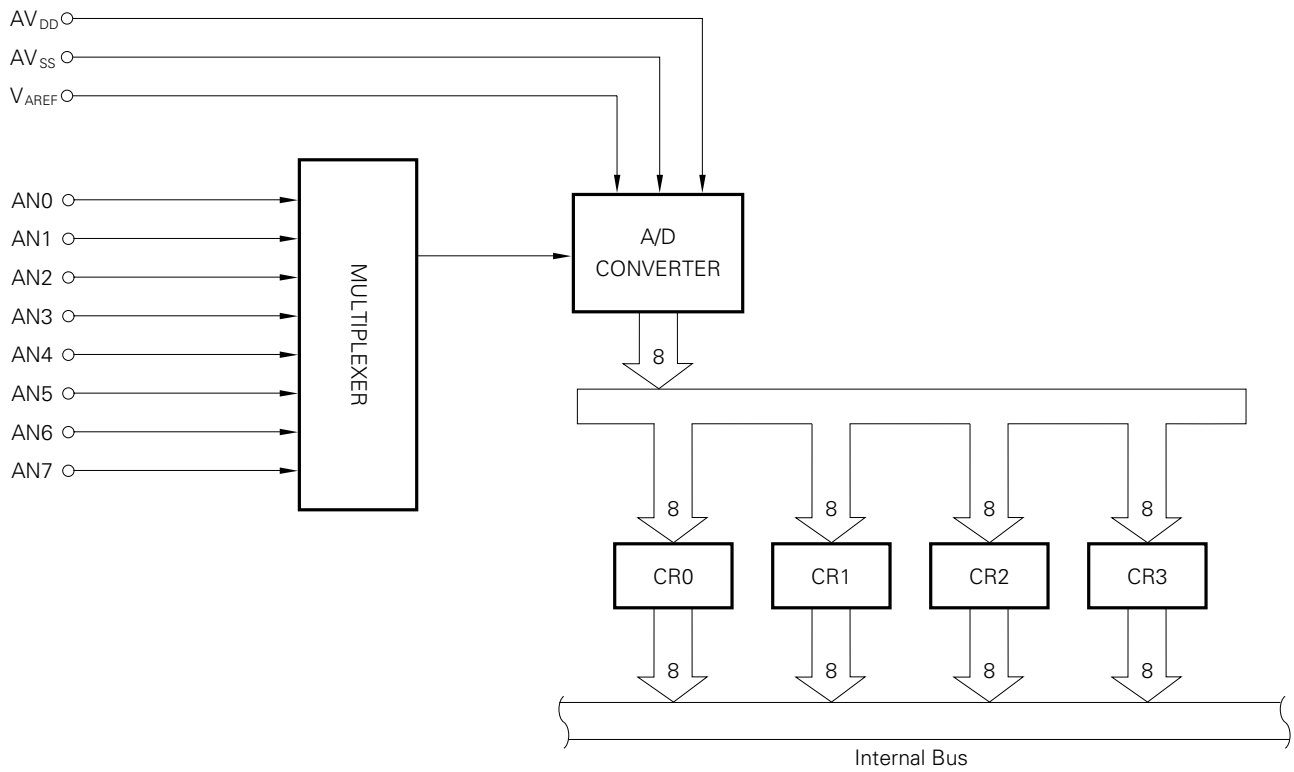 AVDD
AVSS
VAREF
AN0
AN1
AN2
AN3
AN4
AN5
AN6
AN7
MULTIPLEXER
A/D
CONVERTER
8
8
8
8
8
CR0
CR1
CR2
CR3
8
8
8
8
Internal Bus